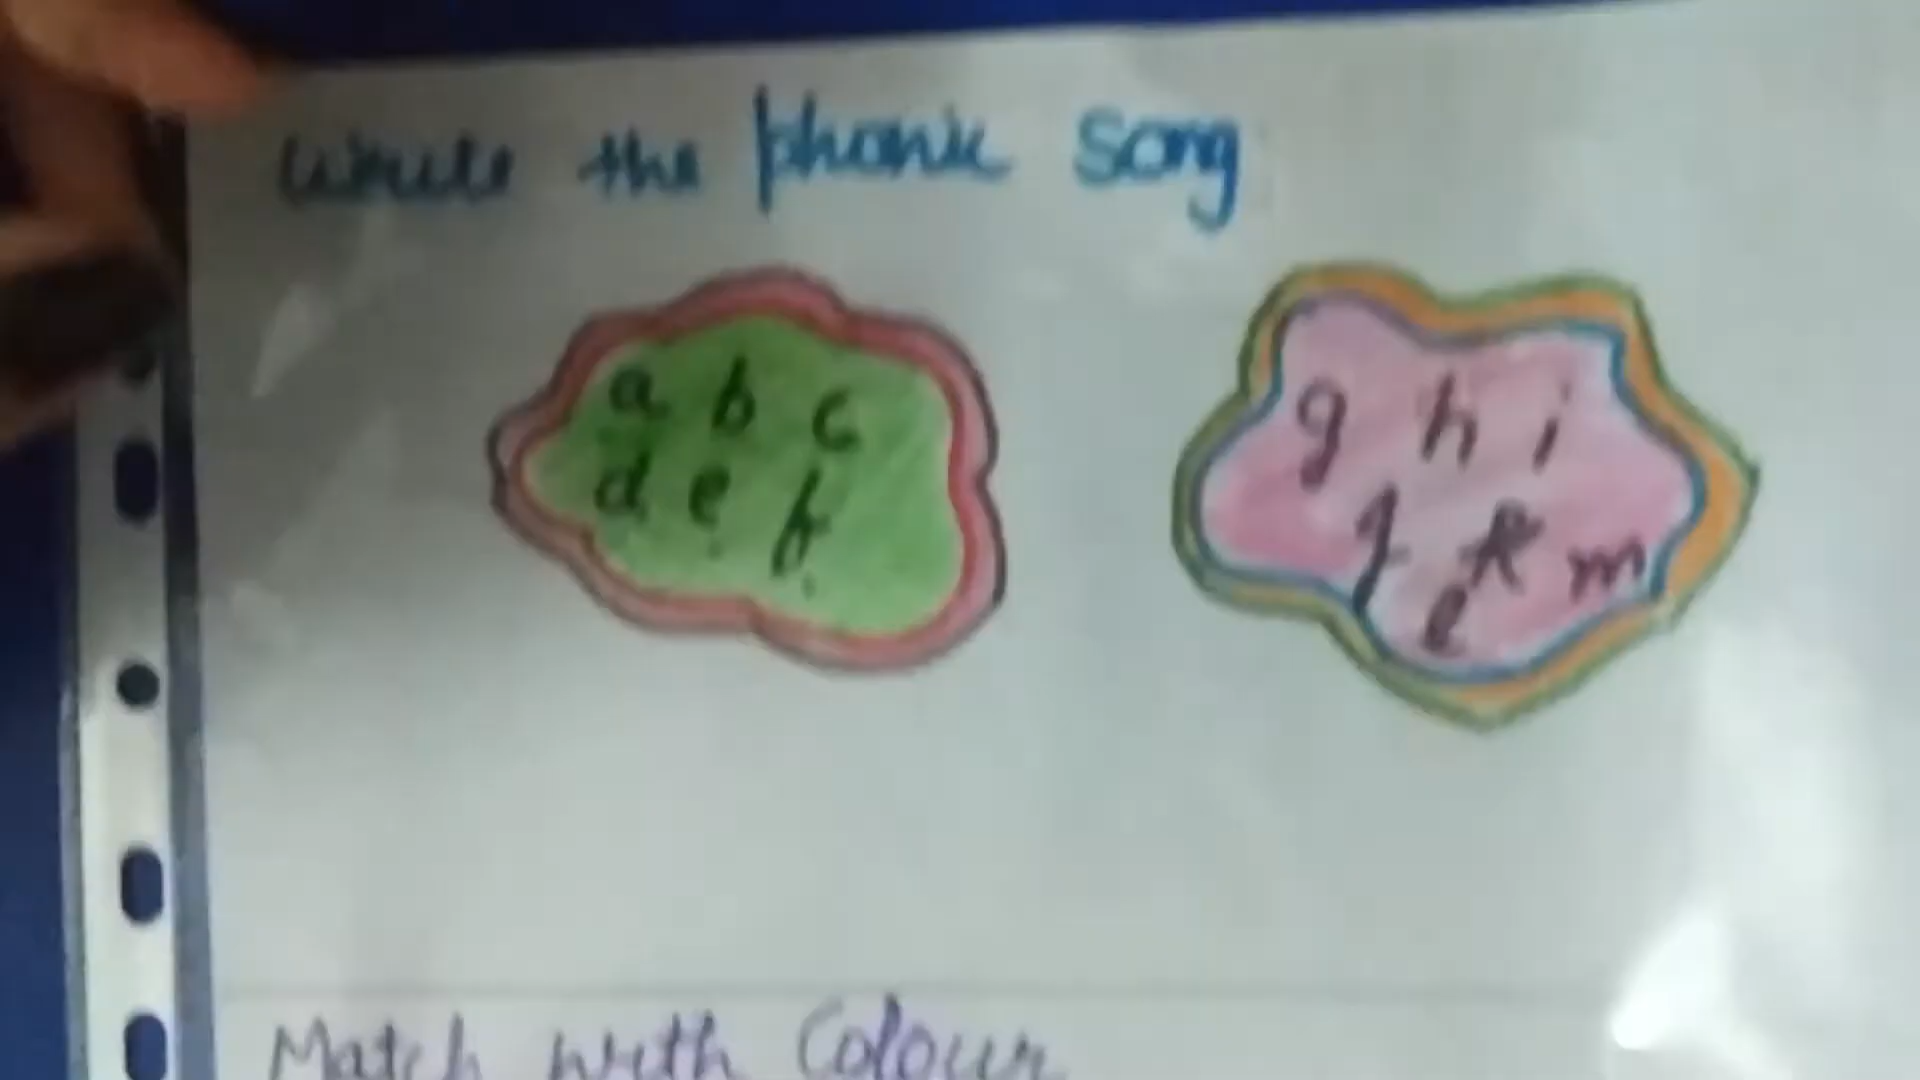 Write the phonic song
a b c
d e f
g h i
j k m
l
Match with Colour